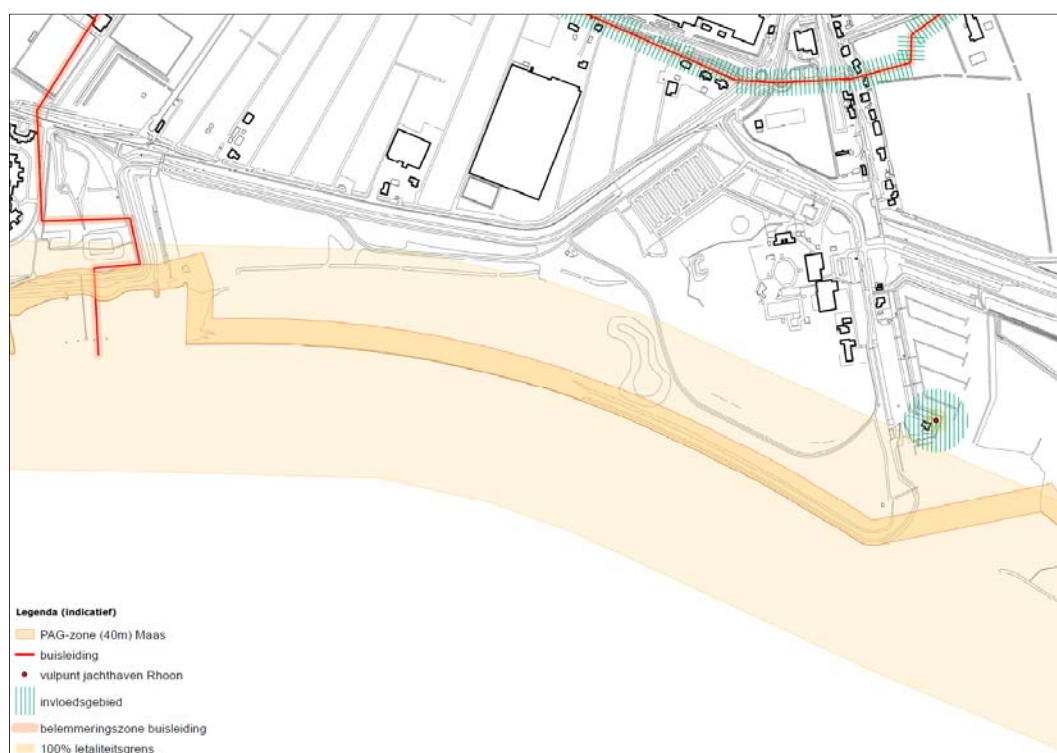 Legenda (indicatief)
PAG-zone (40m) Maas
buisleiding
vulpunt jachthaven Rhoon
invloedsgebied
belemmeringszone buisleiding
100% letaliteitsgrens